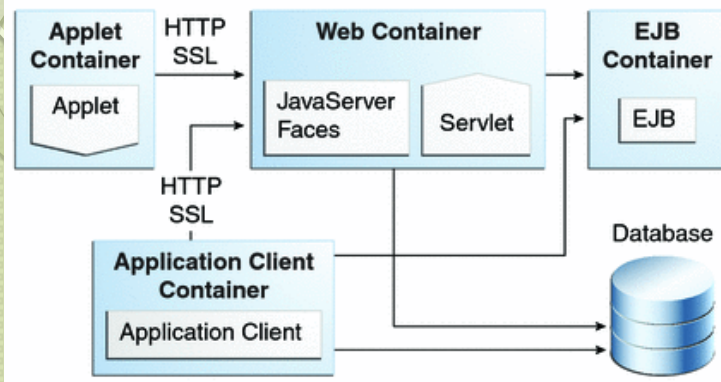 Applet
Container
Applet
HTTP
SSL
Web Container
JavaServer
Faces
Servlet
EJB
Container
EJB
HTTP
SSL
Application Client
Container
Application Client
Database